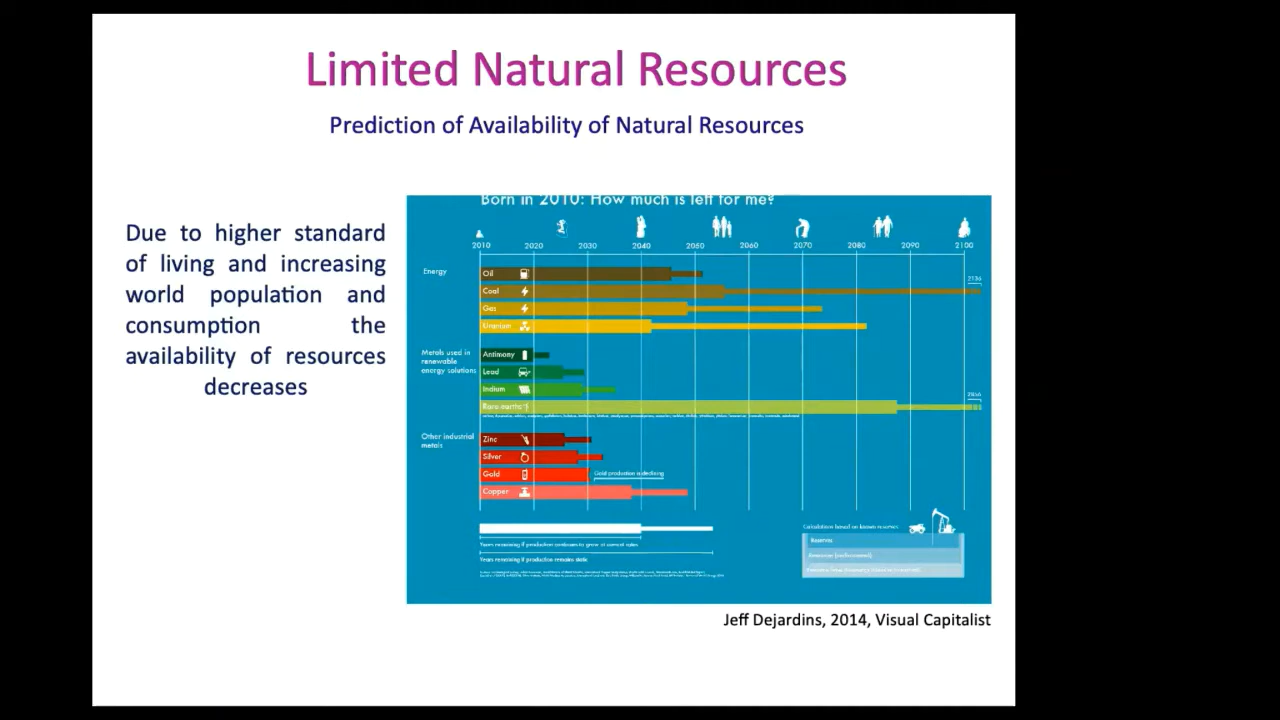 Limited Natural Resources
Prediction of Availability of Natural Resources
Due to higher standard
of living and increasing
world population and
consumption the
availability of resources
decreases
Born in 2010: How much is left for me?
2010 2020 2030 2040 2050 2060 2070 2080 2090 2100
Energy
Oil
Coal
Gas
Uranium
Metals used in
renewable
energy solutions
Antimony
Lead
Indium
Rare earth
Other industrial
metals
Zinc
Silver
Gold
Gold production is declining
Copper
Years remaining if production continues to grow at current rates
Years remaining if production remains static
Calculations based on known reserves
Reserves
Jeff Dejardins, 2014, Visual Capitalist